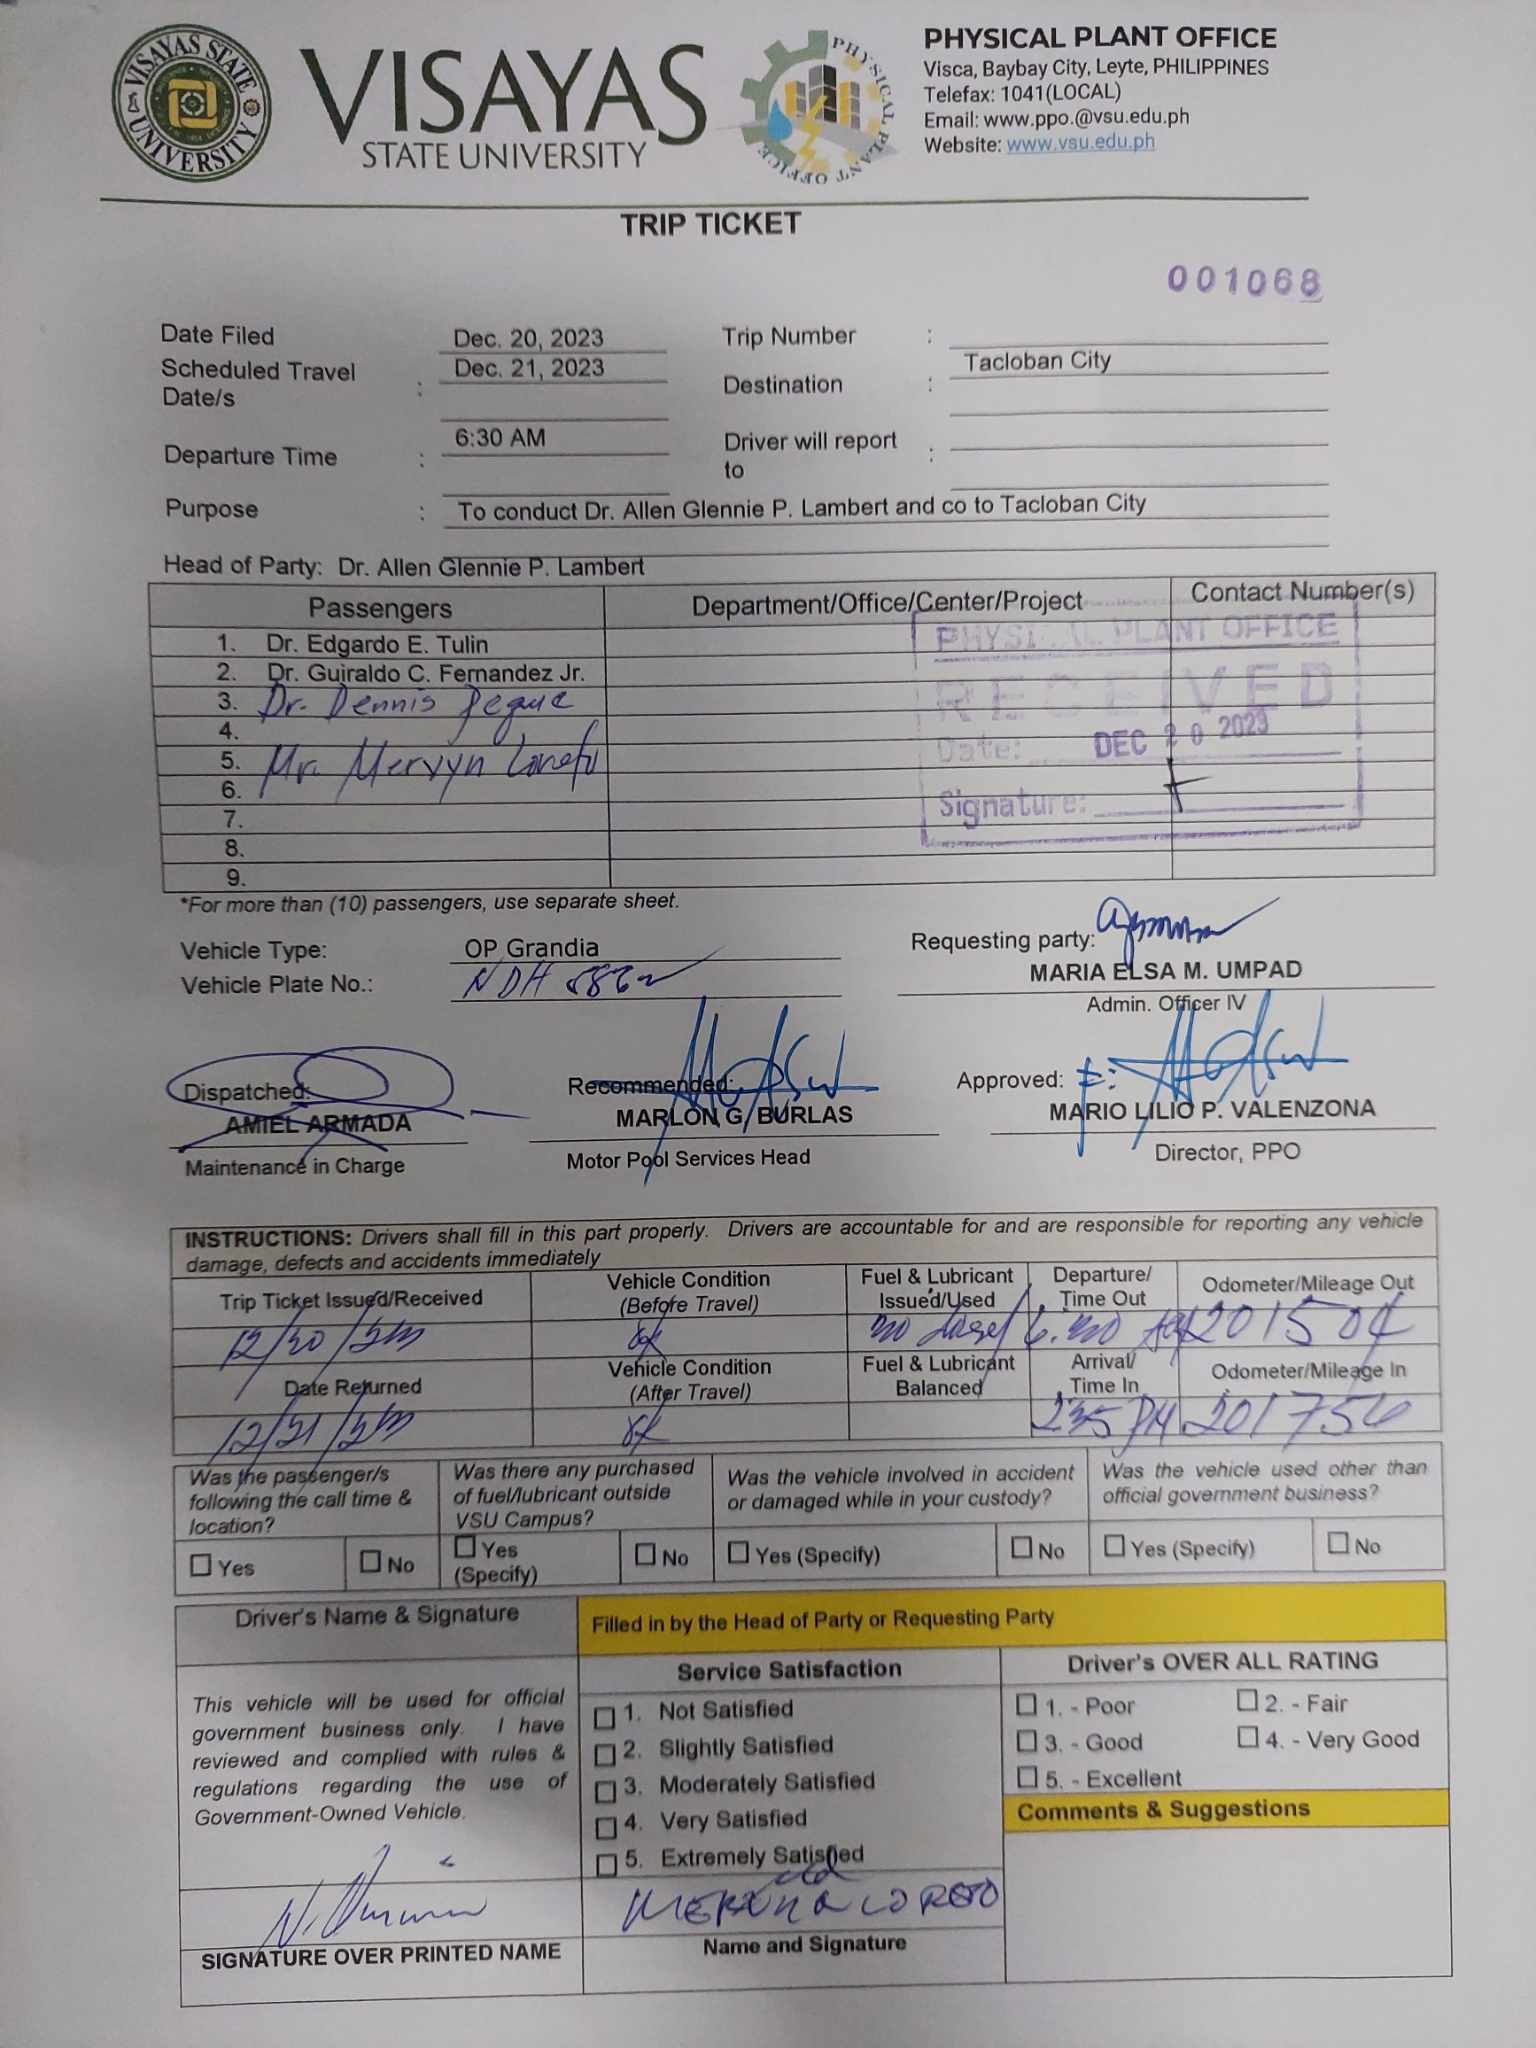 VISAYAS STATE UNIVERSITY
VISAYAS
STATE UNIVERSITY
PHYSICAL PLANT OFFICE
PHYSICAL PLANT OFFICE
Visca, Baybay City, Leyte, PHILIPPINES
Telefax: 1041(LOCAL)
Email: www.ppo.@vsu.edu.ph
Website: www.vsu.edu.ph
TRIP TICKET
001068
Date Filed Dec. 20, 2023 Trip Number :
Scheduled Travel Date/s : Dec. 21, 2023 Destination : Tacloban City
Departure Time : 6:30 AM Driver will report to :
Purpose : To conduct Dr. Allen Glennie P. Lambert and co to Tacloban City
Head of Party: Dr. Allen Glennie P. Lambert
Passengers Department/Office/Center/Project Contact Number(s)
1. Dr. Edgardo E. Tulin
2. Dr. Guiraldo C. Fernandez Jr.
3. Dr. Dennis
4.
5. Mr. Mervyn
6.
7.
8.
9.
PHYSICAL PLANT OFFICE
RECEIVED
Date: DEC 20 2023
Signature:
*For more than (10) passengers, use separate sheet.
Vehicle Type: OP Grandia
Vehicle Plate No.: NDH
Requesting party:
MARIA ELSA M. UMPAD
Admin. Officer IV
Dispatched: Recommended: Approved:
AMIEL ARMADA MARLON G. BURLAS MARIO LILIO P. VALENZONA
Maintenance in Charge Motor Pool Services Head Director, PPO
INSTRUCTIONS: Drivers shall fill in this part properly. Drivers are accountable for and are responsible for reporting any vehicle
damage, defects and accidents immediately
Trip Ticket Issued/Received Vehicle Condition (Before Travel) Fuel & Lubricant Issued/Used Departure/ Time Out Odometer/Mileage Out
201504
Date Returned Vehicle Condition (After Travel) Fuel & Lubricant Balanced Arrival/ Time In Odometer/Mileage In
235 PM 201756
Was the passenger/s following the call time & location?
Was there any purchased of fuel/lubricant outside VSU Campus?
Was the vehicle involved in accident or damaged while in your custody?
Was the vehicle used other than official government business?
Yes No Yes (Specify) No Yes (Specify) No Yes (Specify) No
Driver's Name & Signature
Filled in by the Head of Party or Requesting Party
Service Satisfaction Driver's OVER ALL RATING
This vehicle will be used for official
government business only. I have
reviewed and complied with rules &
regulations regarding the use of
Government-Owned Vehicle.
1. Not Satisfied
2. Slightly Satisfied
3. Moderately Satisfied
4. Very Satisfied
5. Extremely Satisfied
1. - Poor 2. - Fair
3. - Good 4. - Very Good
5. - Excellent
Comments & Suggestions
SIGNATURE OVER PRINTED NAME
Name and Signature